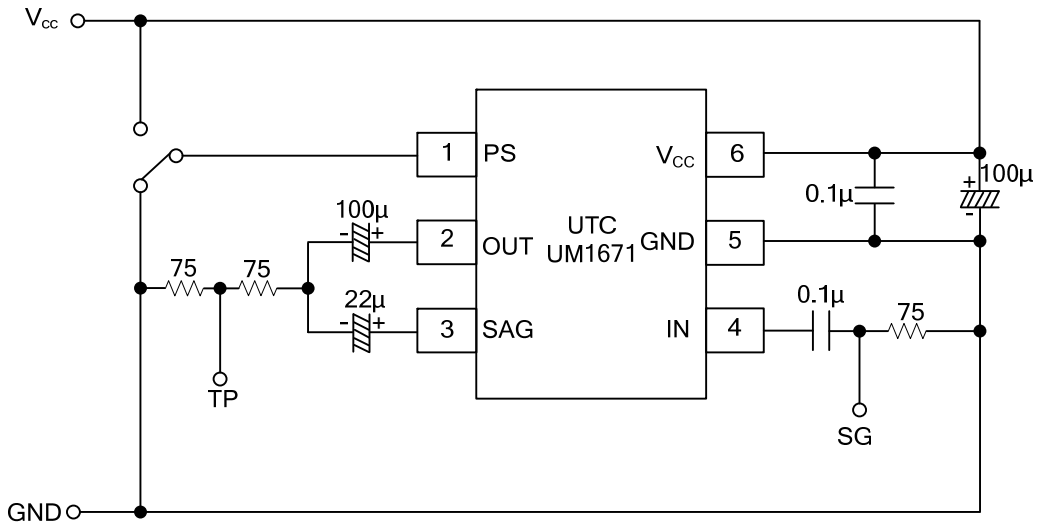 Vcc
1 PS
Vcc 6
100μ
0.1μ
100μ
2 OUT
UTC
UM1671
GND 5
75
75
22μ
3 SAG
IN 4
0.1μ
75
TP
SG
GND